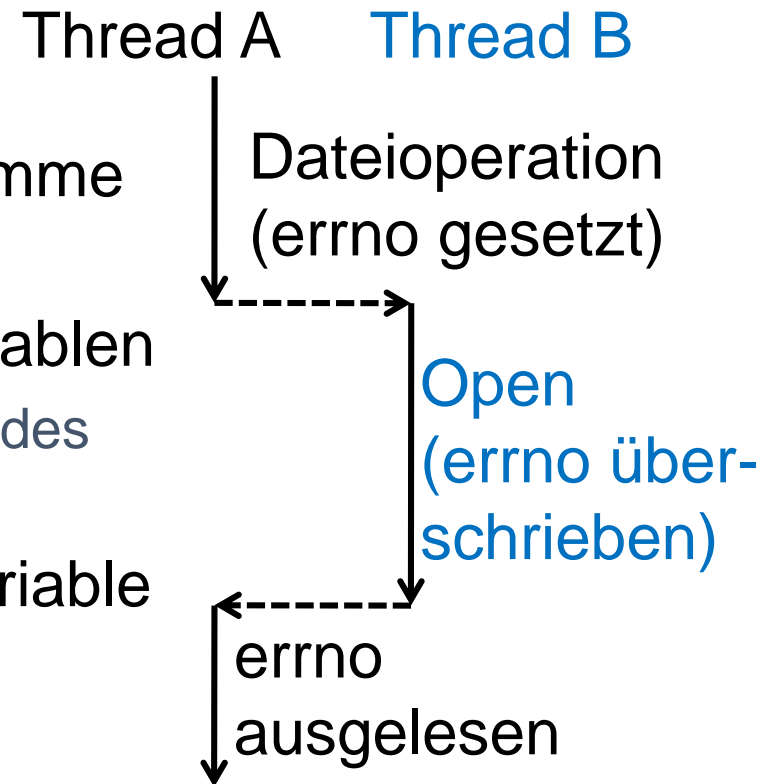 Thread A Thread B
mme
Dateioperation
(errno gesetzt)
ablen
des
Open
(errno über-
schrieben)
riable
errno
ausgelesen